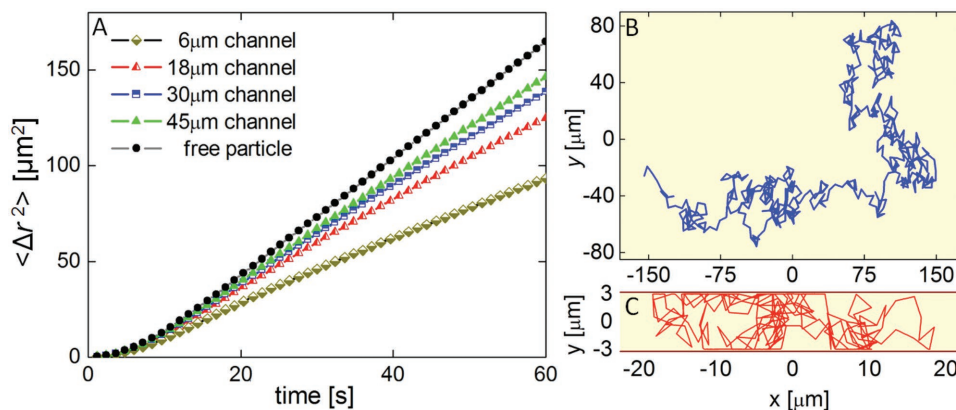 A
6μm channel
18μm channel
30μm channel
45μm channel
free particle
<Δr²> [μm²]
150
100
50
0
0 20 40 60
time [s]
B
y [μm]
80
40
0
-40
-80
-150 -75 0 75 150
C
y [μm]
3
0
-3
-20 -10 0 10 20
x [μm]